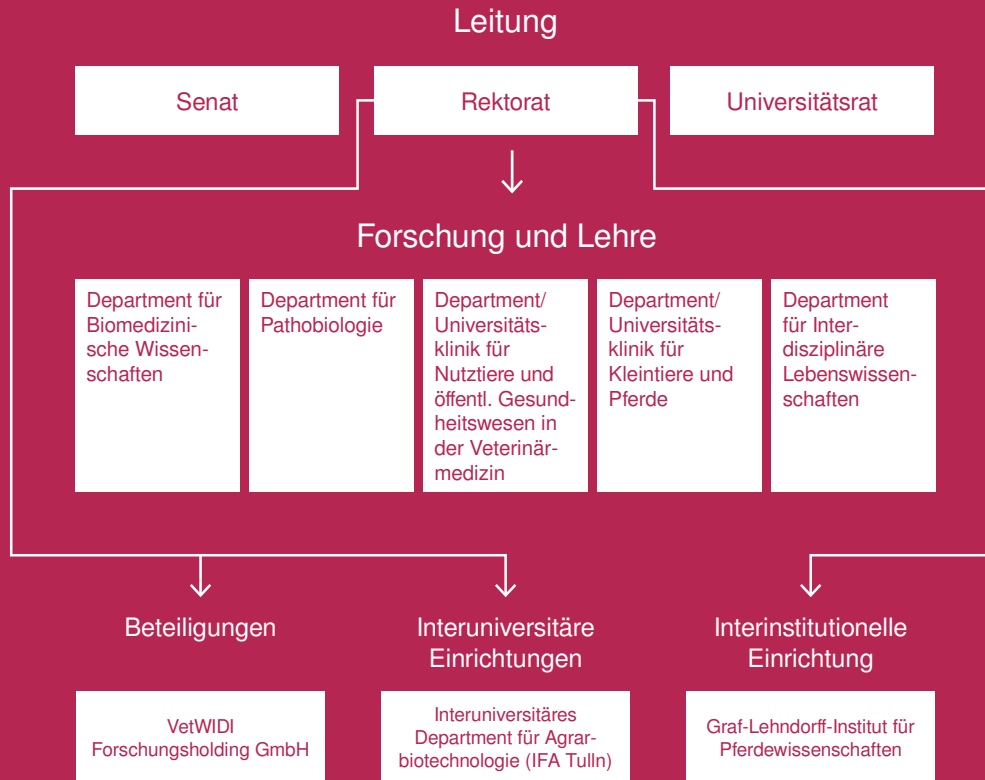 Leitung
Senat
Rektorat
Universitätsrat
Forschung und Lehre
Department für
Biomedizini-
sche Wissen-
schaften
Department für
Pathobiologie
Department/
Universitäts-
klinik für
Nutztiere und
öffentl. Gesund-
heitswesen in
der Veterinär-
medizin
Department/
Universitäts-
klinik für
Kleintiere und
Pferde
Department
für Inter-
disziplinäre
Lebenswissen-
schaften
Beteiligungen
Interuniversitäre
Einrichtungen
Interinstitutionelle
Einrichtung
VetWIDI
Forschungsholding GmbH
Interuniversitäres
Department für Agrar-
biotechnologie (IFA Tulln)
Graf-Lehndorff-Institut für
Pferdewissenschaften